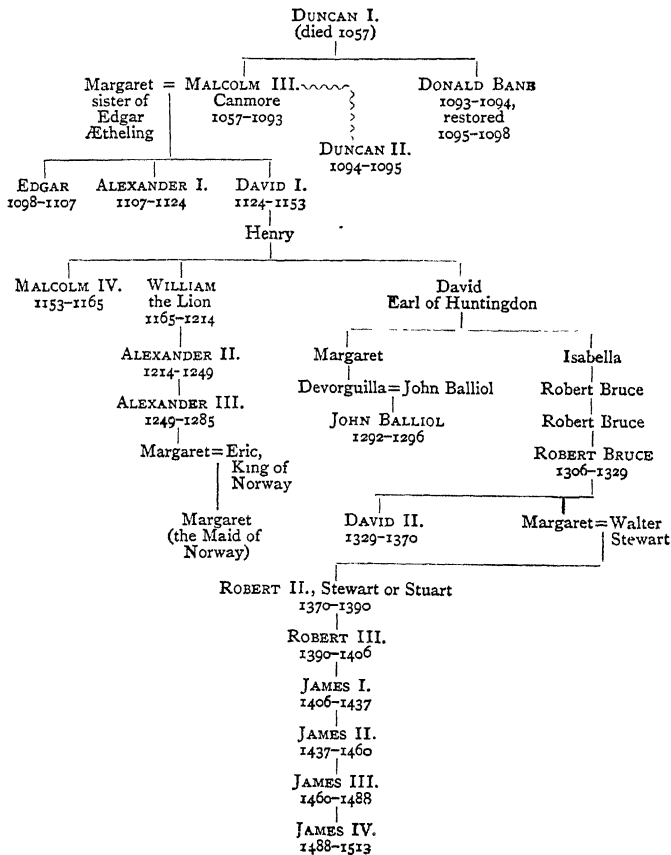 DUNCAN I.
(died 1057)
Margaret = MALCOLM III.
sister of
Edgar
Ætheling
Canmore
1057–1093
DONALD BANE
1093–1094,
restored
1095–1098
DUNCAN II.
1094–1095
EDGAR
1098–1107
ALEXANDER I.
1107–1124
DAVID I.
1124–1153
Henry
MALCOLM IV.
1153–1165
WILLIAM
the Lion
1165–1214
David
Earl of Huntingdon
ALEXANDER II.
1214–1249
Margaret
Isabella
Devorguilla = John Balliol
Robert Bruce
ALEXANDER III.
1249–1285
JOHN BALLIOL
1292–1296
Robert Bruce
Margaret = Eric,
King of
Norway
ROBERT BRUCE
1306–1329
Margaret
(the Maid of
Norway)
DAVID II.
1329–1370
Margaret = Walter
Stewart
ROBERT II., Stewart or Stuart
1370–1390
ROBERT III.
1390–1406
JAMES I.
1406–1437
JAMES II.
1437–1460
JAMES III.
1460–1488
JAMES IV.
1488–1513